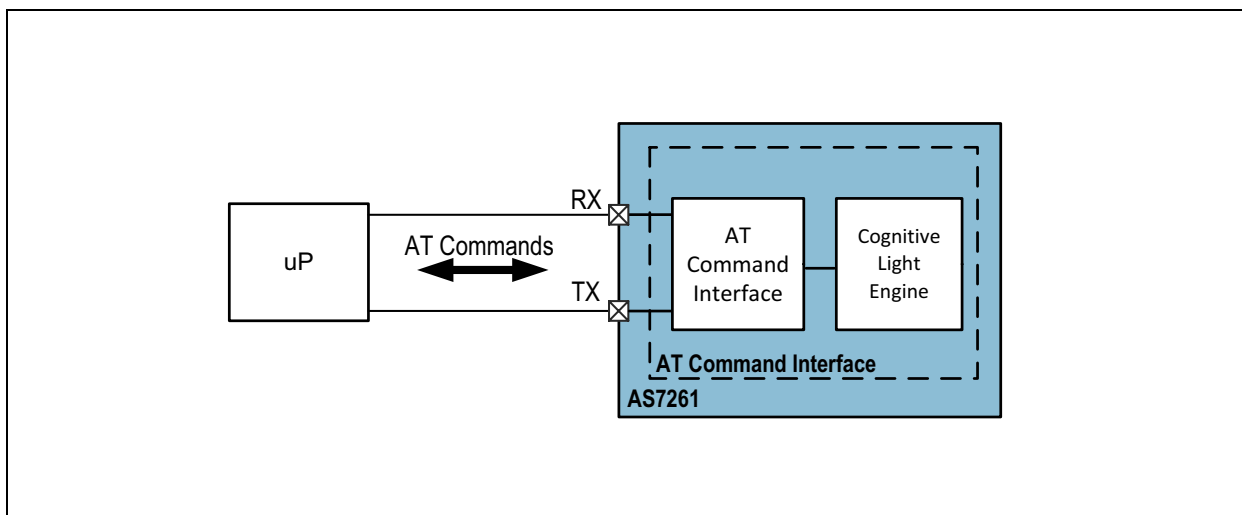 RX
uP
AT Commands
TX
AT
Command
Interface
Cognitive
Light
Engine
AT Command Interface
AS7261